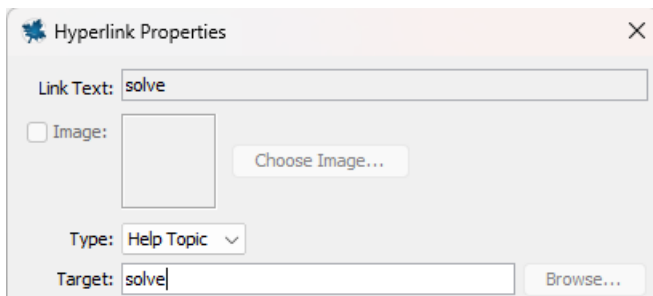 Hyperlink Properties
Link Text: solve
Image:
Choose Image...
Type: Help Topic
Target: solve
Browse...